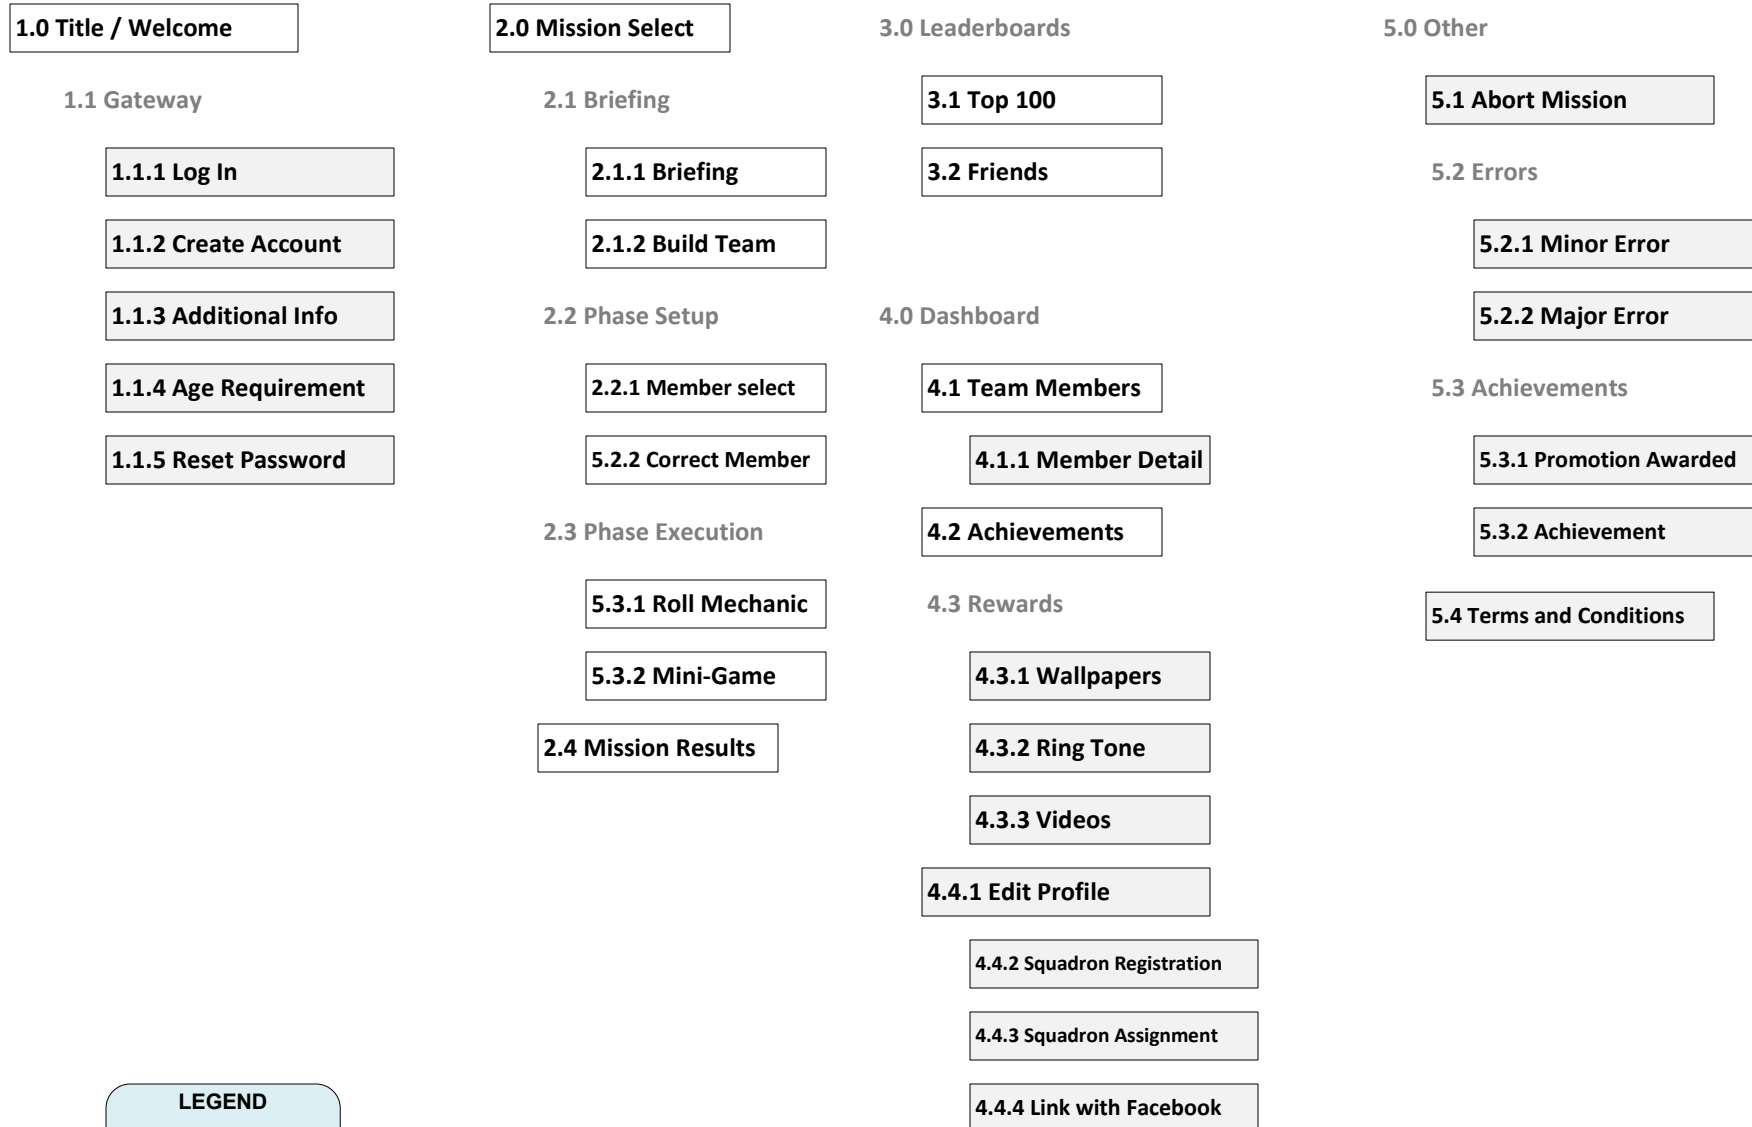 1.0 Title / Welcome
1.1 Gateway
1.1.1 Log In
1.1.2 Create Account
1.1.3 Additional Info
1.1.4 Age Requirement
1.1.5 Reset Password
LEGEND
2.0 Mission Select
2.1 Briefing
2.1.1 Briefing
2.1.2 Build Team
2.2 Phase Setup
2.2.1 Member select
5.2.2 Correct Member
2.3 Phase Execution
5.3.1 Roll Mechanic
5.3.2 Mini-Game
2.4 Mission Results
3.0 Leaderboards
3.1 Top 100
3.2 Friends
4.0 Dashboard
4.1 Team Members
4.1.1 Member Detail
4.2 Achievements
4.3 Rewards
4.3.1 Wallpapers
4.3.2 Ring Tone
4.3.3 Videos
4.4.1 Edit Profile
4.4.2 Squadron Registration
4.4.3 Squadron Assignment
4.4.4 Link with Facebook
5.0 Other
5.1 Abort Mission
5.2 Errors
5.2.1 Minor Error
5.2.2 Major Error
5.3 Achievements
5.3.1 Promotion Awarded
5.3.2 Achievement
5.4 Terms and Conditions